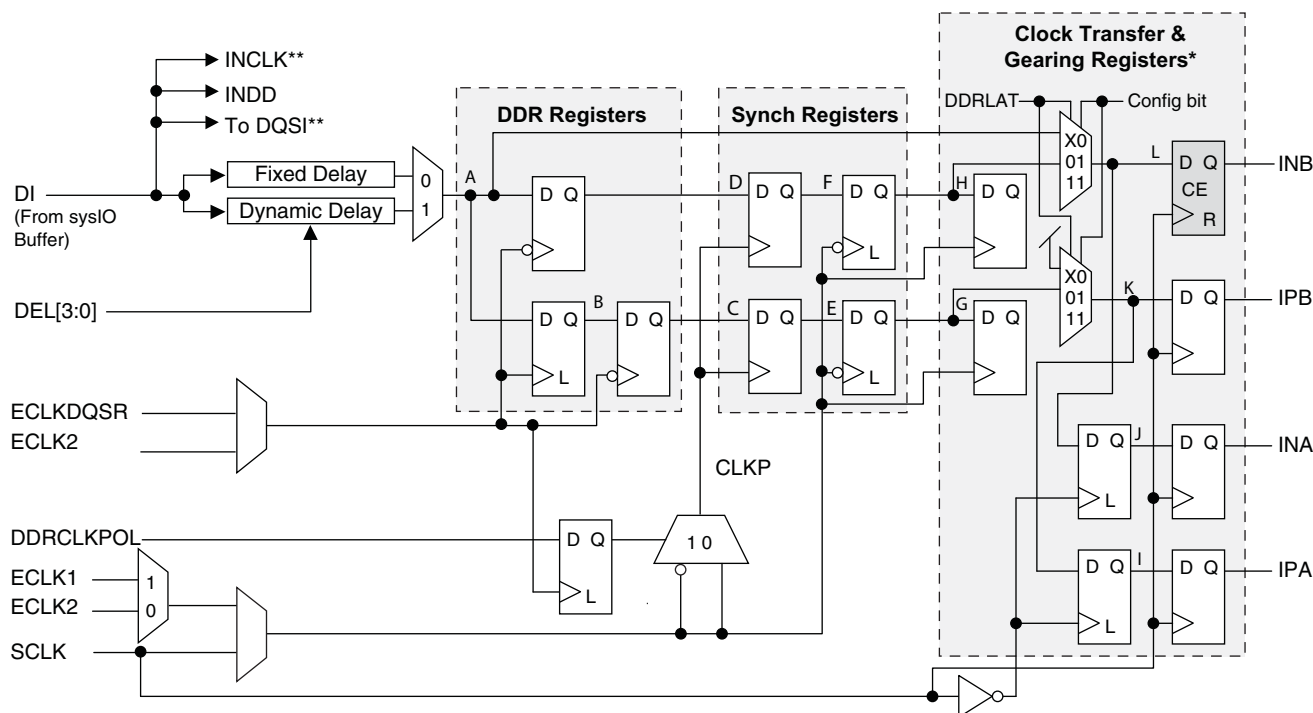 Clock Transfer &
Gearing Registers*
INCLK**
INDD
To DQSI**
DDR Registers
Synch Registers
DDRLAT
Config bit
X0
01
11
L
D Q
CE
R
INB
DI
(From sysIO
Buffer)
Fixed Delay
Dynamic Delay
0
1
A
D Q
D
D Q
F
D Q
L
H
D Q
DEL[3:0]
D Q
L
B
D Q
C
D Q
E
D Q
L
G
D Q
X0
01
11
K
D Q
IPB
ECLKDQSR
ECLK2
CLKP
D Q
L
J
D Q
INA
DDRCLKPOL
D Q
L
1 0
ECLK1
ECLK2
1
0
SCLK
D Q
L
I
D Q
IPA